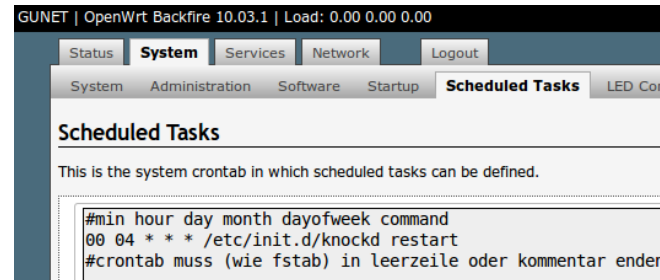 GUNET | OpenWrt Backfire 10.03.1 | Load: 0.00 0.00 0.00
Status System Services Network Logout
System Administration Software Startup Scheduled Tasks LED Con
Scheduled Tasks
This is the system crontab in which scheduled tasks can be defined.
#min hour day month dayofweek command
00 04 * * * /etc/init.d/knockd restart
#crontab muss (wie fstab) in leerzeile oder kommentar enden